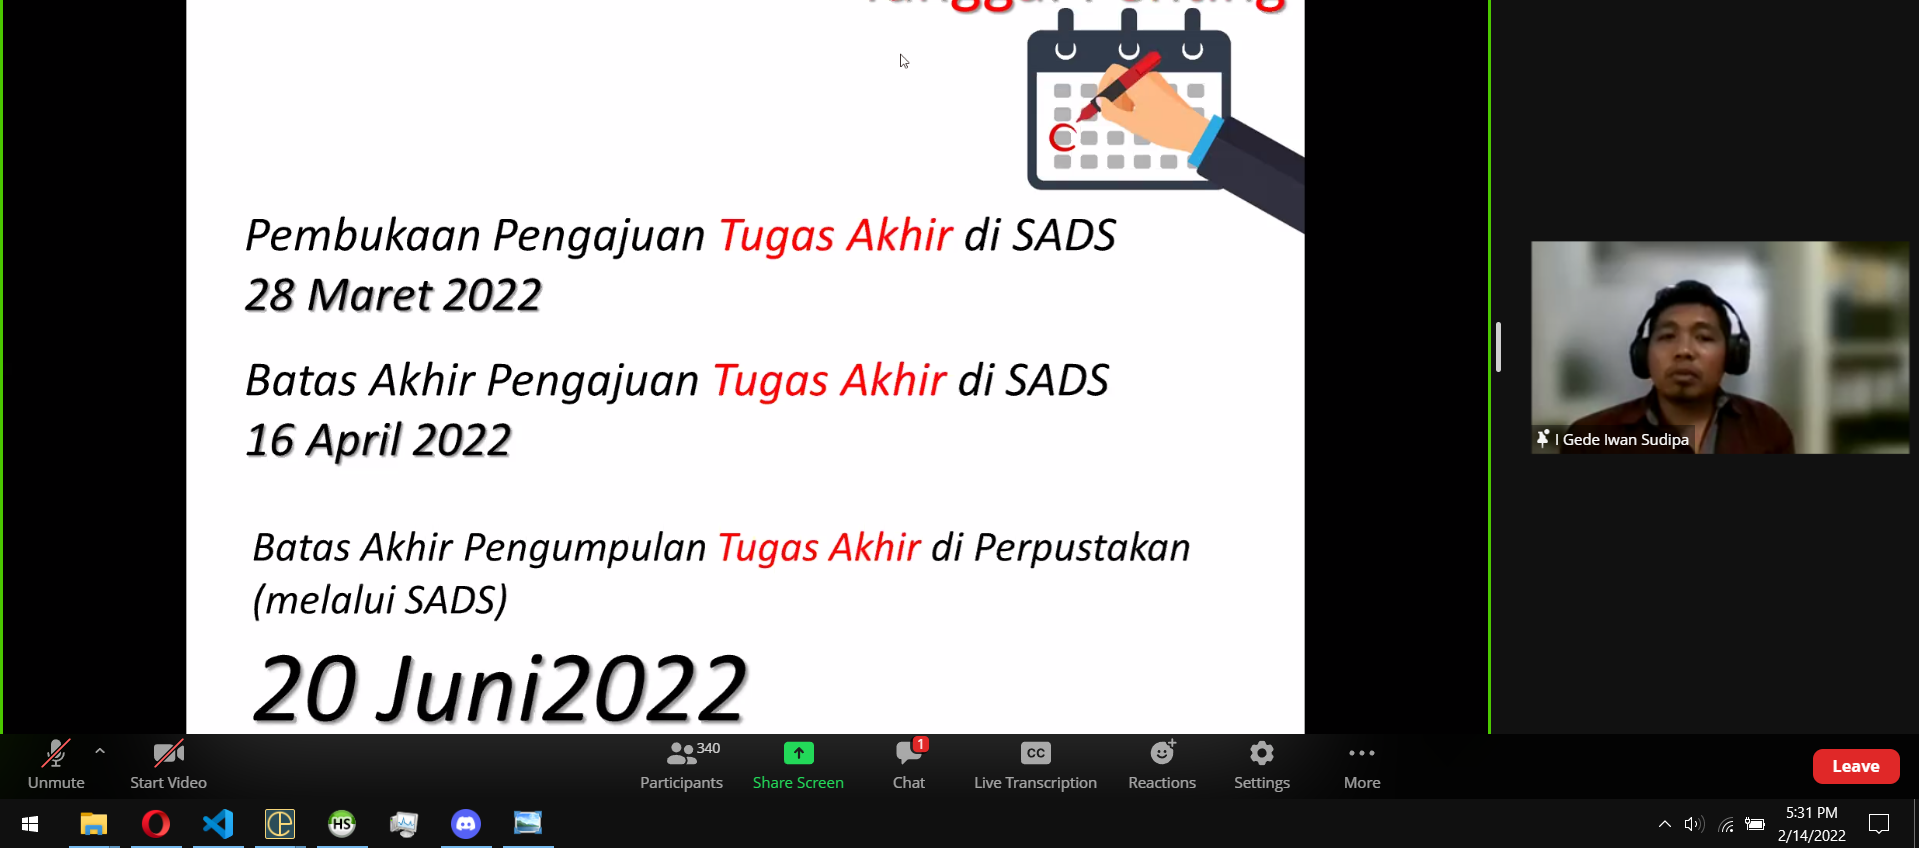 Pembukaan Pengajuan Tugas Akhir di SADS
28 Maret 2022
Batas Akhir Pengajuan Tugas Akhir di SADS
16 April 2022
Batas Akhir Pengumpulan Tugas Akhir di Perpustakan
(melalui SADS)
20 Juni2022
I Gede Iwan Sudipa
Unmute
Start Video
340
Participants
Share Screen
1
Chat
CC
Live Transcription
Reactions
Settings
More
Leave
HS
5:31 PM
2/14/2022